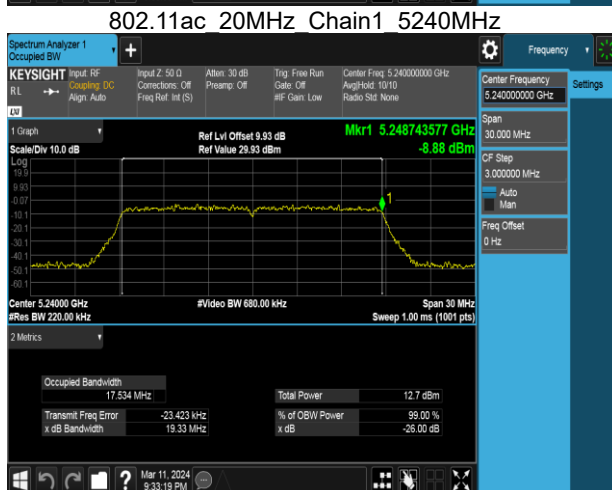 802.11ac_20MHz_Chain1_5240MHz
Spectrum Analyzer 1
Occupied BW
Frequency
KEYSIGHT
RL
Input: RF
Coupling: DC
Align: Auto
Input Z: 50 Ω
Corrections: Off
Freq Ref: Int (S)
Atten: 30 dB
Preamp: Off
Trig: Free Run
Gate: Off
#IF Gain: Low
Center Freq: 5.240000000 GHz
Avg|Hold: 10/10
Radio Std: None
LXI
Center Frequency
5.240000000 GHz
Settings
Span
30.000 MHz
CF Step
3.000000 MHz
Auto
Man
Freq Offset
0 Hz
1 Graph
Scale/Div 10.0 dB
Ref Lvl Offset 9.93 dB
Ref Value 29.93 dBm
Mkr1 5.248743577 GHz
-8.88 dBm
Log
19.9
9.93
-0.07
-10.1
-20.1
-30.1
-40.1
-50.1
-60.1
1
Center 5.24000 GHz
#Res BW 220.00 kHz
#Video BW 680.00 kHz
Span 30 MHz
Sweep 1.00 ms (1001 pts)
2 Metrics
Occupied Bandwidth
17.534 MHz
Total Power 12.7 dBm
Transmit Freq Error -23.423 kHz
% of OBW Power 99.00 %
x dB Bandwidth 19.33 MHz
x dB -26.00 dB
?
Mar 11, 2024
9:33:19 PM